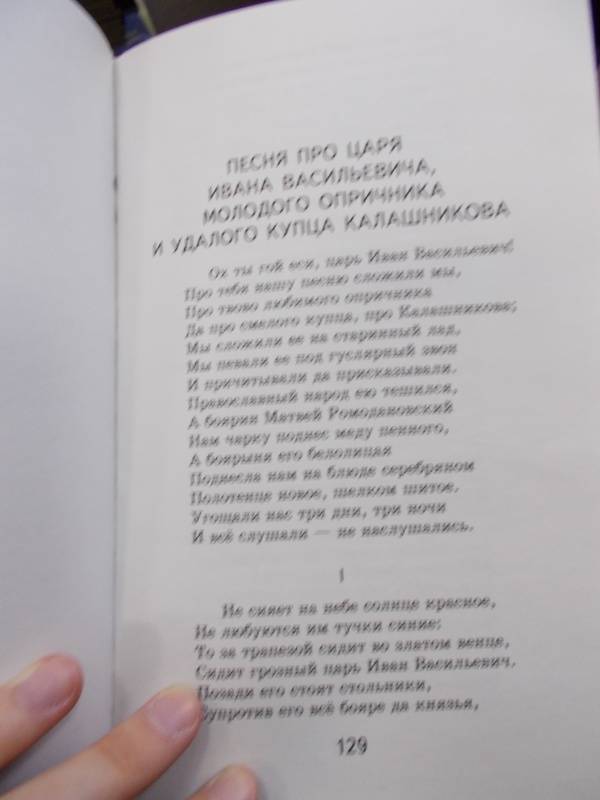 ПЕСНЯ ПРО ЦАРЯ
ИВАНА ВАСИЛЬЕВИЧА,
МОЛОДОГО ОПРИЧНИКА
И УДАЛОГО КУПЦА КАЛАШНИКОВА
Ох ты гой еси, царь Иван Васильевич!
Про тебя нашу песню сложили мы,
Про твово любимого опричника
Да про смелого купца, про Калашникова;
Мы сложили ее на старинный лад,
Мы певали ее под гуслярный звон
И причитывали да присказывали.
Православный народ ею тешился,
А боярин Матвей Ромодановский
Нам чарку поднес меду пенного,
А боярыня его белолицая
Поднесла нам на блюде серебряном
Полотенце новое, шелком шитое.
Угощали нас три дни, три ночи
И всё слушали — не наслушались.
I
Не сияет на небе солнце красное,
Не любуются им тучки синие:
То за трапезой сидит во златом венце,
Сидит грозный царь Иван Васильевич.
Позади его стоят стольники,
Супротив его всё бояре да князья,
129